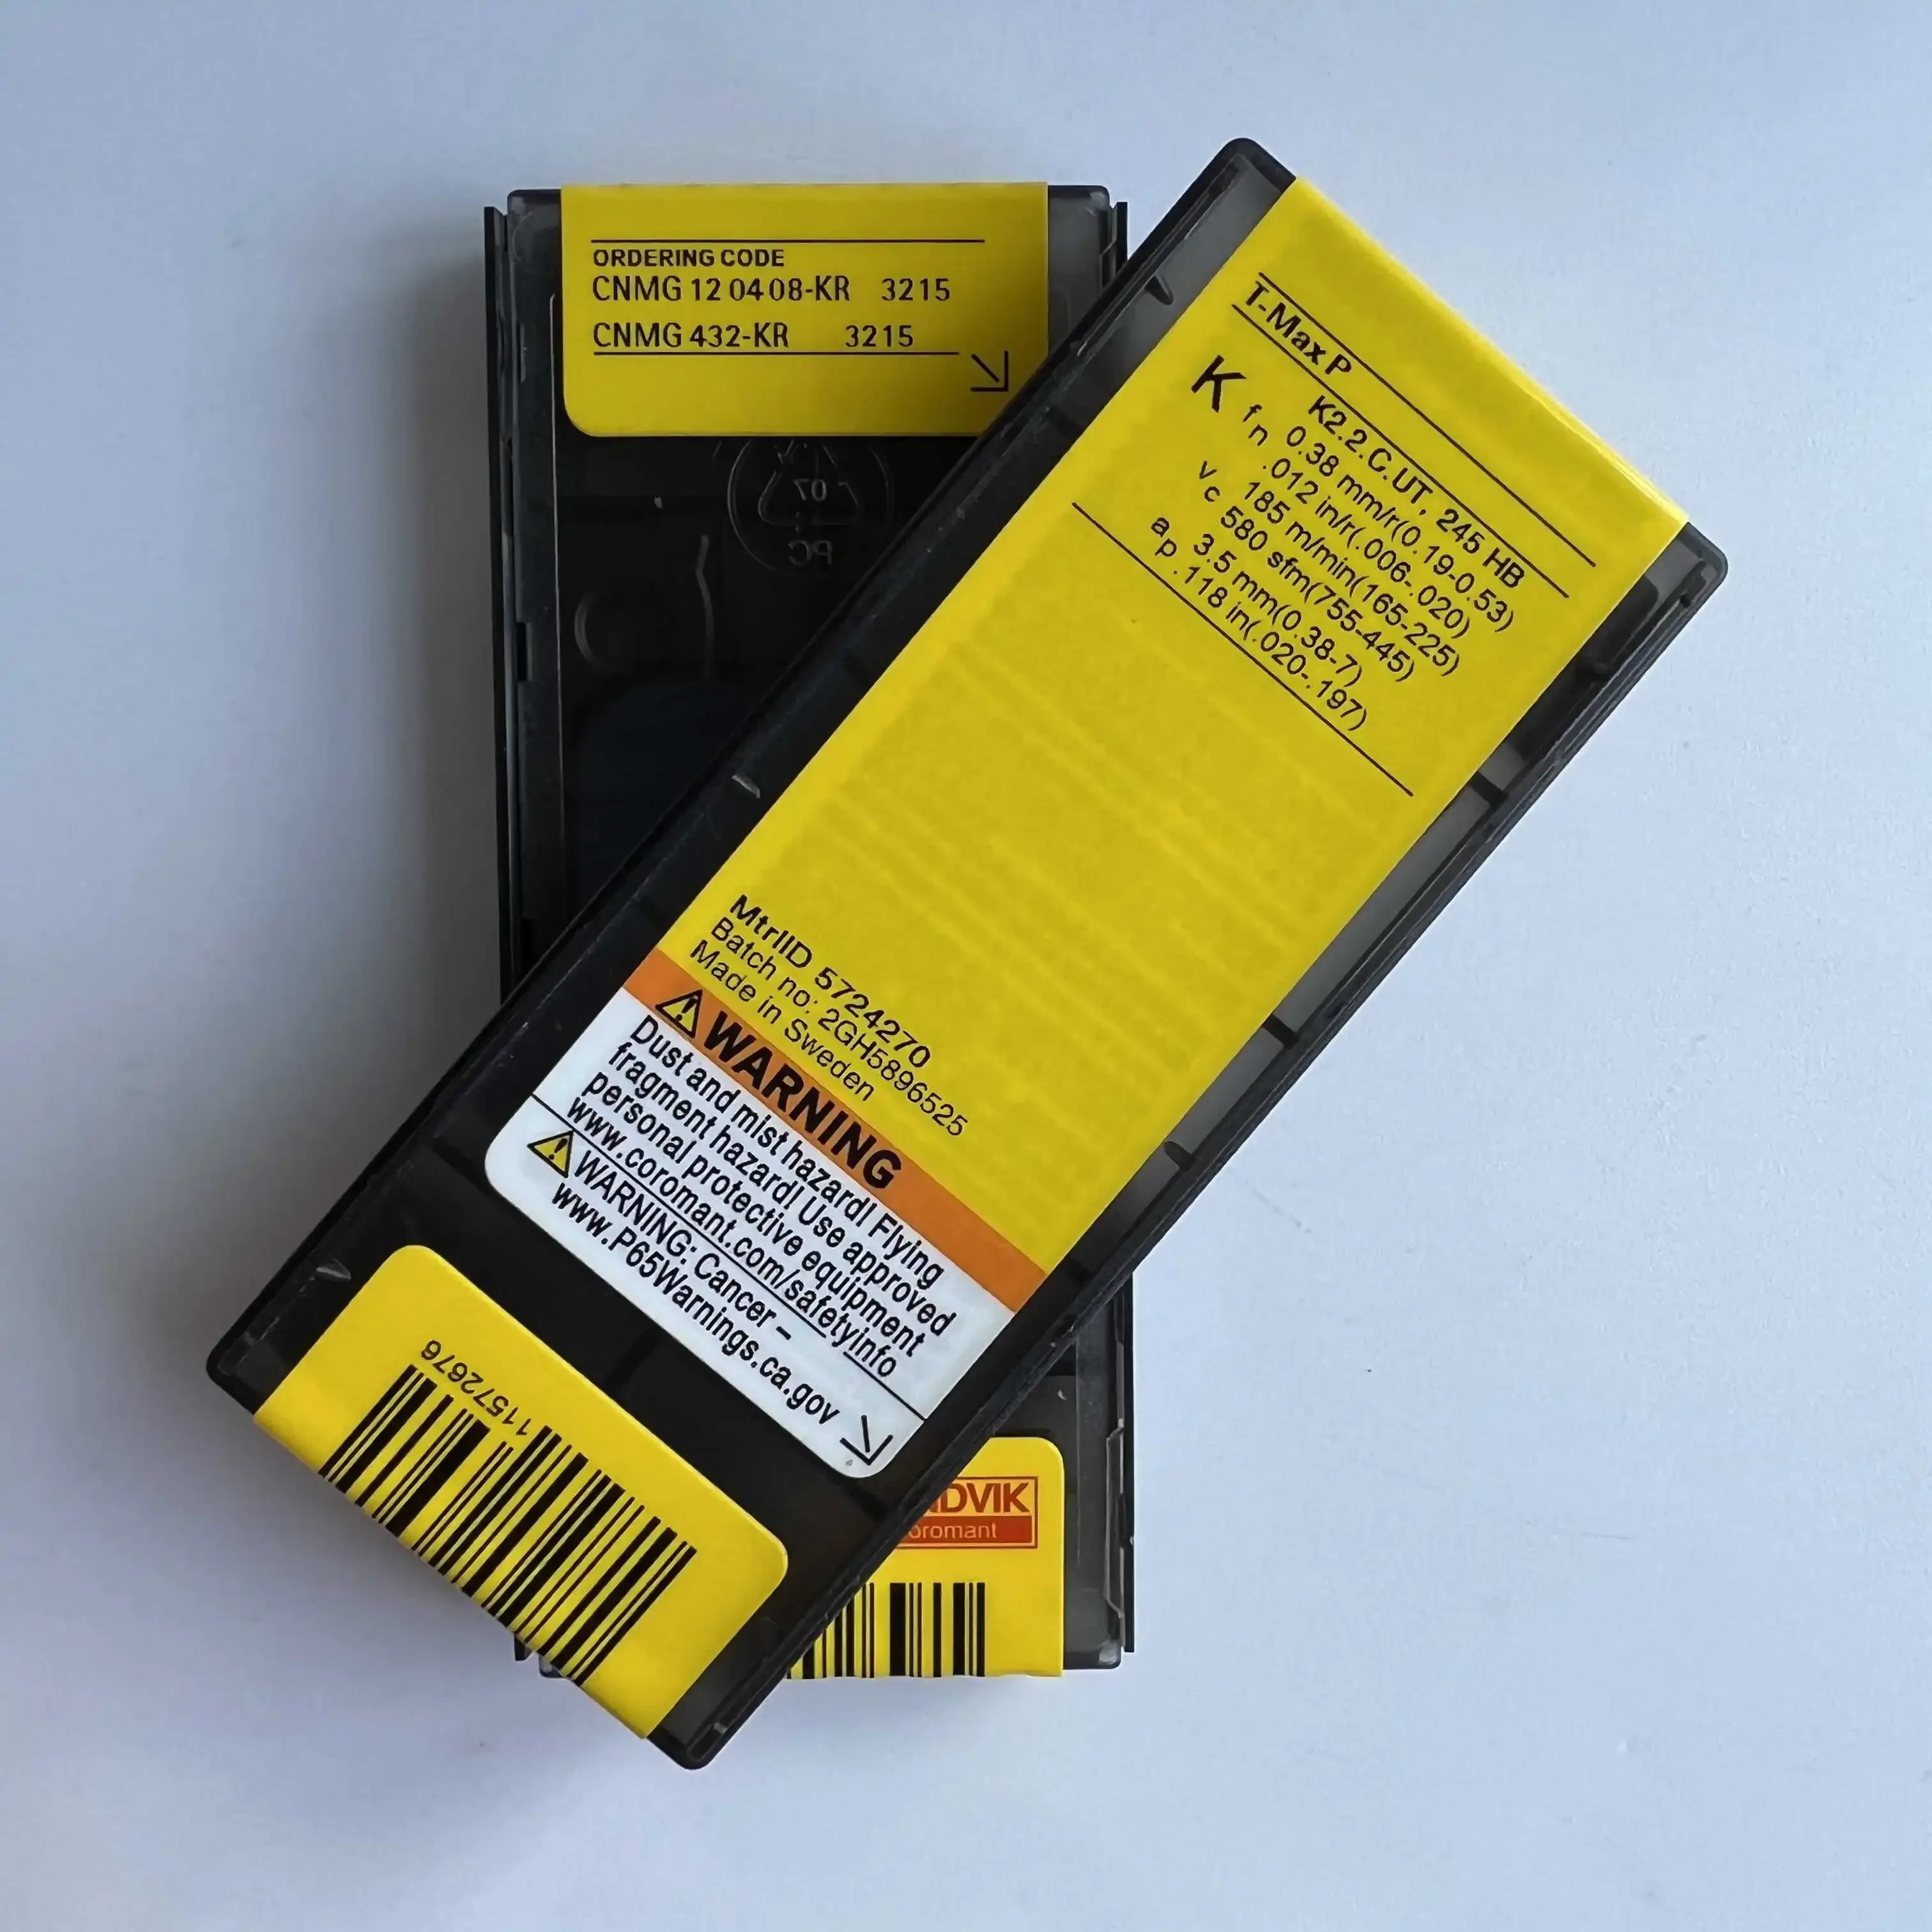 ORDERING CODE
CNMG 12 04 08-KR 3215
CNMG 432-KR 3215
07
PC
T-Max P
K2.2.C.UT, 245 HB
K fn 0.38 mm/r(0.19-0.53)
.012 in/r(.006-.020)
vc 185 m/min(165-225)
580 sfm(755-445)
ap 3.5 mm(0.38-7)
.118 in(.020-.197)
MtrlID 5724270
Batch no: 2GH5896525
Made in Sweden
WARNING
Dust and mist hazard! Flying
fragment hazard! Use approved
personal protective equipment
www.coromant.com/safetyinfo
WARNING: Cancer –
www.P65Warnings.ca.gov
11572676